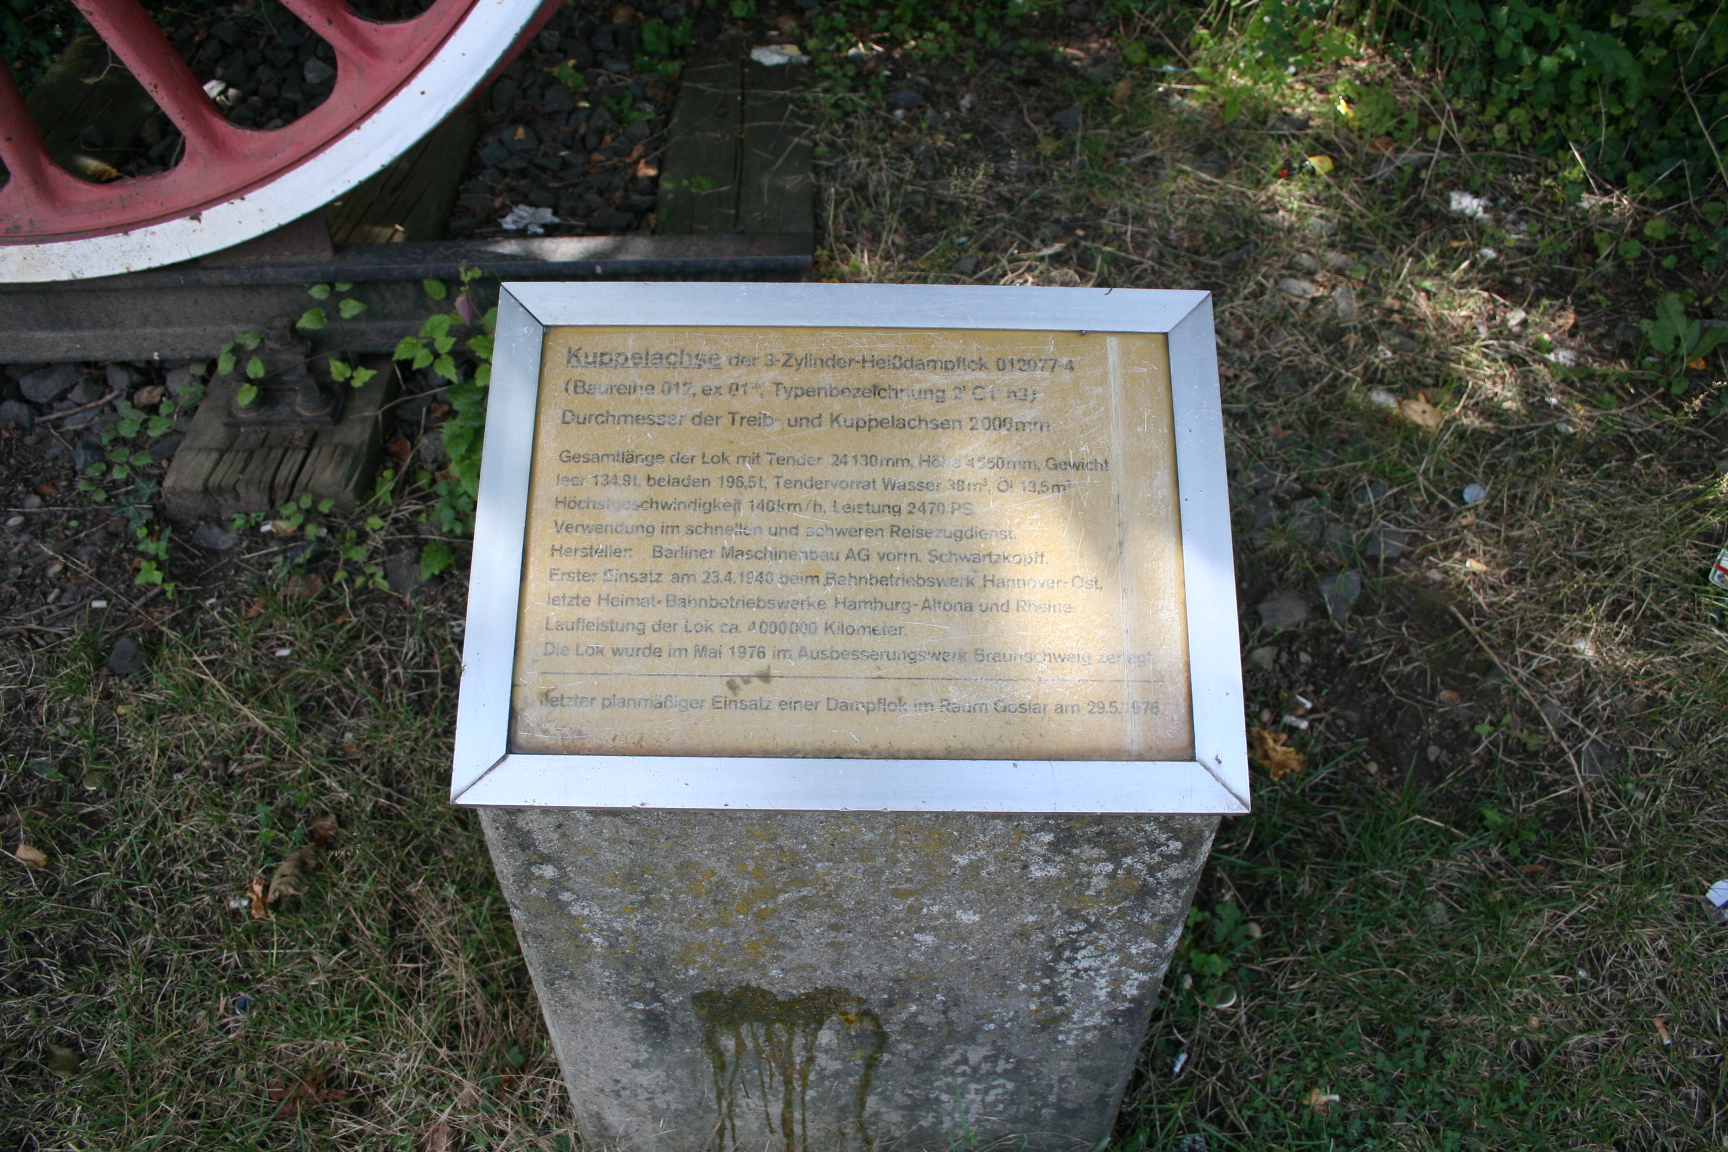 Kuppelachse der 3-Zylinder-Heißdampflok 012077-4
(Baureihe 012, ex 01¹⁰, Typenbezeichnung 2'C1' h3)
Durchmesser der Treib- und Kuppelachsen 2000mm
Gesamtlänge der Lok mit Tender 24130mm, Höhe 4550mm, Gewicht
leer 134,9t, beladen 196,5t, Tendervorrat Wasser 38m³, Öl 13,5m³
Höchstgeschwindigkeit 140km/h, Leistung 2470 PS.
Verwendung im schnellen und schweren Reisezugdienst.
Hersteller: Berliner Maschinenbau AG vorm. Schwartzkopff.
Erster Einsatz am 23.4.1940 beim Bahnbetriebswerk Hannover-Ost,
letzte Heimat-Bahnbetriebswerke Hamburg-Altona und Rheine.
Laufleistung der Lok ca. 4000000 Kilometer.
Die Lok wurde im Mai 1976 im Ausbesserungswerk Braunschweig zerlegt.
letzter planmäßiger Einsatz einer Dampflok im Raum Goslar am 29.5.1976